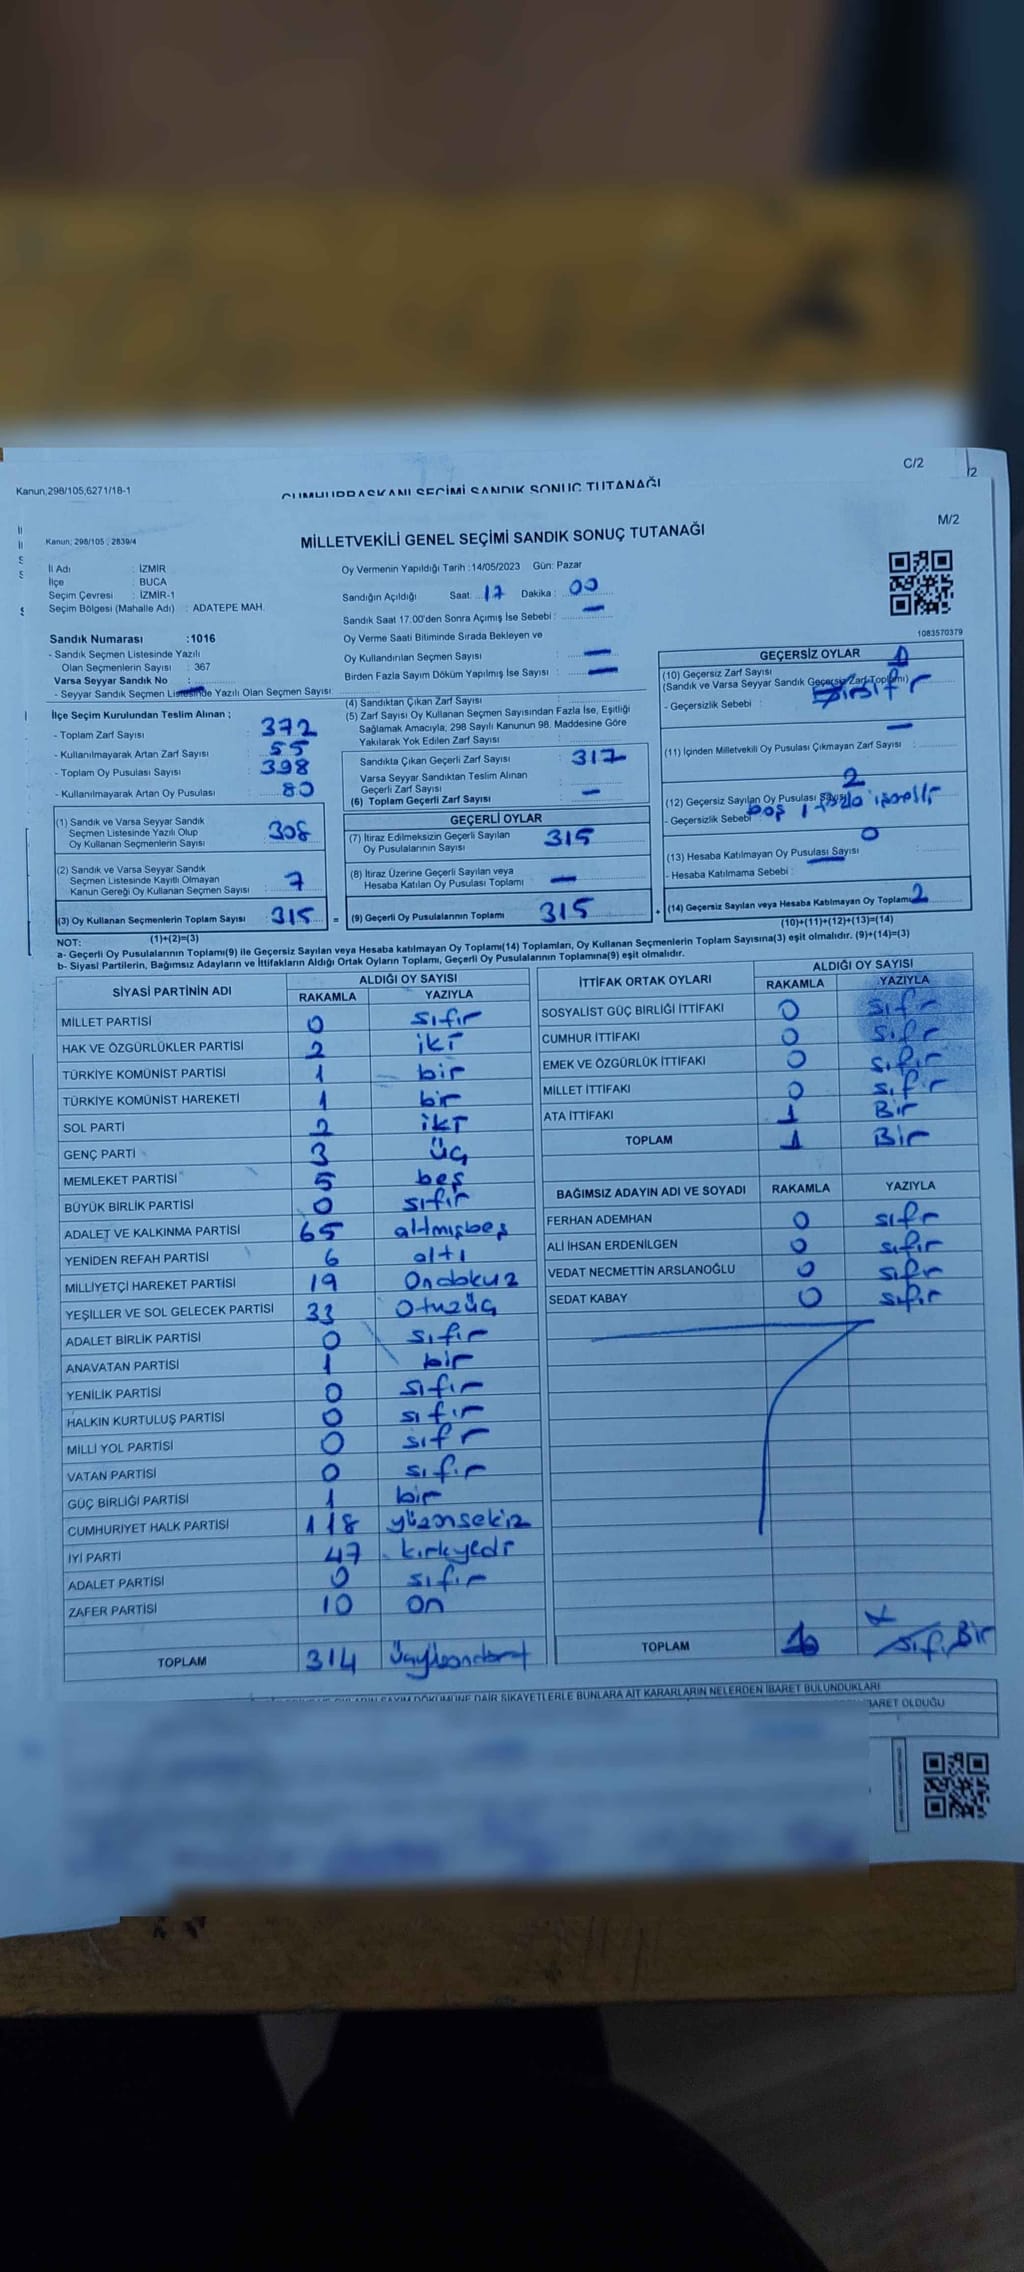 C/2
/2
Kanun,298/105,6271/18-1
CUMHURBAŞKANI SEÇİMİ SANDIK SONUÇ TUTANAĞI
M/2
Kanun; 298/105 ; 2839/4
MİLLETVEKİLİ GENEL SEÇİMİ SANDIK SONUÇ TUTANAĞI
İl Adı : İZMİR
İlçe : BUCA
Seçim Çevresi : İZMİR-1
Seçim Bölgesi (Mahalle Adı) : ADATEPE MAH.
Oy Vermenin Yapıldığı Tarih :14/05/2023 Gün: Pazar
Sandığın Açıldığı Saat: 17 Dakika : 00
Sandık Saat 17.00'den Sonra Açımış İse Sebebi : —
Oy Verme Saati Bitiminde Sırada Bekleyen ve
Oy Kullandırılan Seçmen Sayısı : —
Birden Fazla Sayım Döküm Yapılmış İse Sayısı : —
1083570379
Sandık Numarası :1016
- Sandık Seçmen Listesinde Yazılı
Olan Seçmenlerin Sayısı : 367
Varsa Seyyar Sandık No :
- Seyyar Sandık Seçmen Listesinde Yazılı Olan Seçmen Sayısı:
İlçe Seçim Kurulundan Teslim Alınan ;
- Toplam Zarf Sayısı : 372
- Kullanılmayarak Artan Zarf Sayısı : 55
- Toplam Oy Pusulası Sayısı : 398
- Kullanılmayarak Artan Oy Pusulası : 80
(1) Sandık ve Varsa Seyyar Sandık
Seçmen Listesinde Yazılı Olup
Oy Kullanan Seçmenlerin Sayısı : 308
(2) Sandık ve Varsa Seyyar Sandık
Seçmen Listesinde Kayıtlı Olmayan
Kanun Gereği Oy Kullanan Seçmen Sayısı : 7
(3) Oy Kullanan Seçmenlerin Toplam Sayısı : 315
(1)+(2)=(3)
(4) Sandıktan Çıkan Zarf Sayısı :
(5) Zarf Sayısı Oy Kullanan Seçmen Sayısından Fazla İse, Eşitliği
Sağlamak Amacıyla, 298 Sayılı Kanunun 98. Maddesine Göre
Yakılarak Yok Edilen Zarf Sayısı :
Sandıkta Çıkan Geçerli Zarf Sayısı : 317
Varsa Seyyar Sandıktan Teslim Alınan
Geçerli Zarf Sayısı
(6) Toplam Geçerli Zarf Sayısı : —
GEÇERLİ OYLAR
(7) İtiraz Edilmeksizin Geçerli Sayılan
Oy Pusulalarının Sayısı : 315
(8) İtiraz Üzerine Geçerli Sayılan veya
Hesaba Katılan Oy Pusulası Toplamı : —
= (9) Geçerli Oy Pusulalarının Toplamı 315 +
GEÇERSİZ OYLAR
(10) Geçersiz Zarf Sayısı
(Sandık ve Varsa Seyyar Sandık Geçersiz Zarf Toplamı)
- Geçersizlik Sebebi : sıfr
(11) İçinden Milletvekili Oy Pusulası Çıkmayan Zarf Sayısı : —
(12) Geçersiz Sayılan Oy Pusulası Sayısı 2
- Geçersizlik Sebebi boş 1
(13) Hesaba Katılmayan Oy Pusulası Sayısı 0
- Hesaba Katılmama Sebebi : —
(14) Geçersiz Sayılan veya Hesaba Katılmayan Oy Toplamı: 2
(10)+(11)+(12)+(13)=(14)
NOT:
a- Geçerli Oy Pusulalarının Toplamı(9) ile Geçersiz Sayılan veya Hesaba katılmayan Oy Toplamı(14) Toplamları, Oy Kullanan Seçmenlerin Toplam Sayısına(3) eşit olmalıdır. (9)+(14)=(3)
b- Siyasi Partilerin, Bağımsız Adayların ve İttifakların Aldığı Ortak Oyların Toplamı, Geçerli Oy Pusulalarının Toplamına(9) eşit olmalıdır.
SİYASİ PARTİNİN ADI ALDIĞI OY SAYISI
RAKAMLA YAZIYLA
MİLLET PARTİSİ 0 sıfır
HAK VE ÖZGÜRLÜKLER PARTİSİ 2 iki
TÜRKİYE KOMÜNİST PARTİSİ 1 bir
TÜRKİYE KOMÜNİST HAREKETİ 1 bir
SOL PARTİ 2 iki
GENÇ PARTİ 3 üç
MEMLEKET PARTİSİ 5 beş
BÜYÜK BİRLİK PARTİSİ 0 sıfır
ADALET VE KALKINMA PARTİSİ 65 altmışbeş
YENİDEN REFAH PARTİSİ 6 altı
MİLLİYETÇİ HAREKET PARTİSİ 19 Ondokuz
YEŞİLLER VE SOL GELECEK PARTİSİ 33 Otuzüç
ADALET BİRLİK PARTİSİ 0 sıfır
ANAVATAN PARTİSİ 1 bir
YENİLİK PARTİSİ 0 sıfır
HALKIN KURTULUŞ PARTİSİ 0 sıfır
MİLLİ YOL PARTİSİ 0 sıfr
VATAN PARTİSİ 0 sıfır
GÜÇ BİRLİĞİ PARTİSİ 1 bir
CUMHURİYET HALK PARTİSİ 118 yüzonsekiz
İYİ PARTİ 47 kırkyedi
ADALET PARTİSİ 0 sıfır
ZAFER PARTİSİ 10 on
TOPLAM 314 Üçyüzondört
İTTİFAK ORTAK OYLARI ALDIĞI OY SAYISI
RAKAMLA YAZIYLA
SOSYALİST GÜÇ BİRLİĞİ İTTİFAKI 0 sıfr
CUMHUR İTTİFAKI 0 sıfr
EMEK VE ÖZGÜRLÜK İTTİFAKI 0 sıfır
MİLLET İTTİFAKI 0 sıfr
ATA İTTİFAKI 1 Bir
TOPLAM 1 Bir
BAĞIMSIZ ADAYIN ADI VE SOYADI RAKAMLA YAZIYLA
FERHAN ADEMHAN 0 sıfr
ALİ İHSAN ERDENİLGEN 0 sıfır
VEDAT NECMETTİN ARSLANOĞLU 0 sıfır
SEDAT KABAY 0 sıfır
TOPLAM Bir
DÖKÜMÜNE DAİR ŞİKAYETLERLE BUNLARA AİT KARARLARIN NELERDEN İBARET BULUNDUKLARI
İBARET OLDUĞU